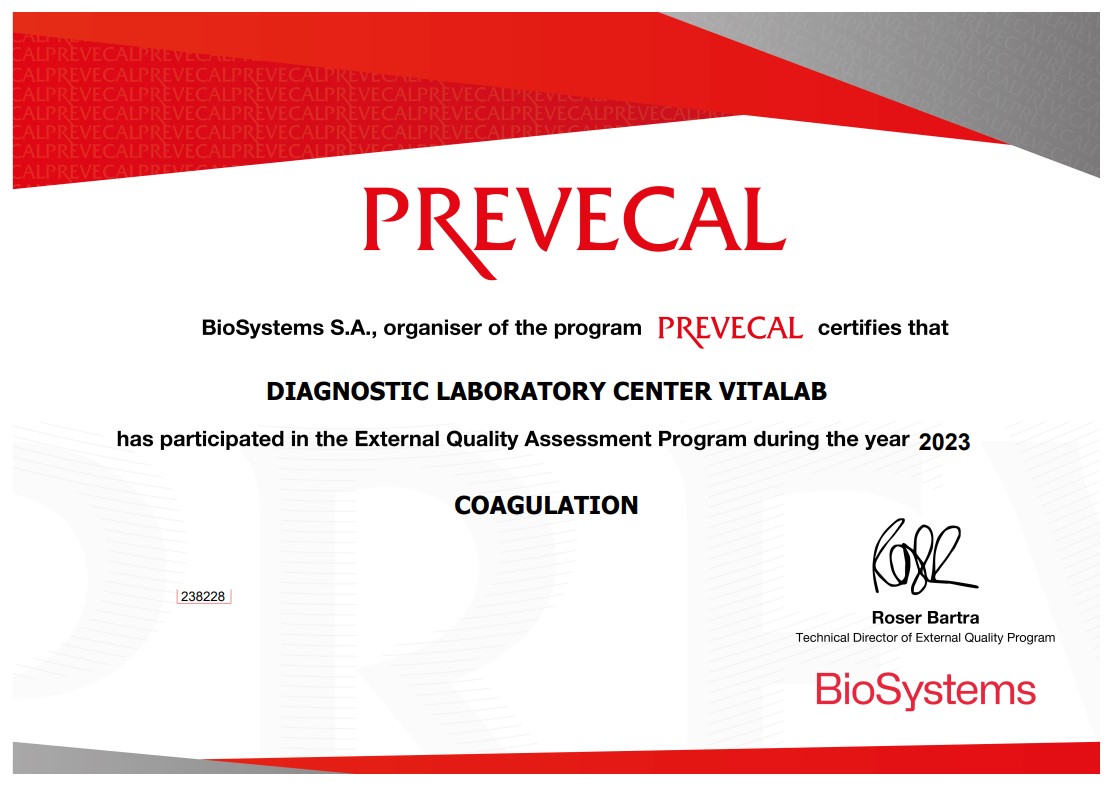 PREVECAL
BioSystems S.A., organiser of the program PREVECAL certifies that
DIAGNOSTIC LABORATORY CENTER VITALAB
has participated in the External Quality Assessment Program during the year 2023
COAGULATION
238228
Roser Bartra
Technical Director of External Quality Program
BioSystems